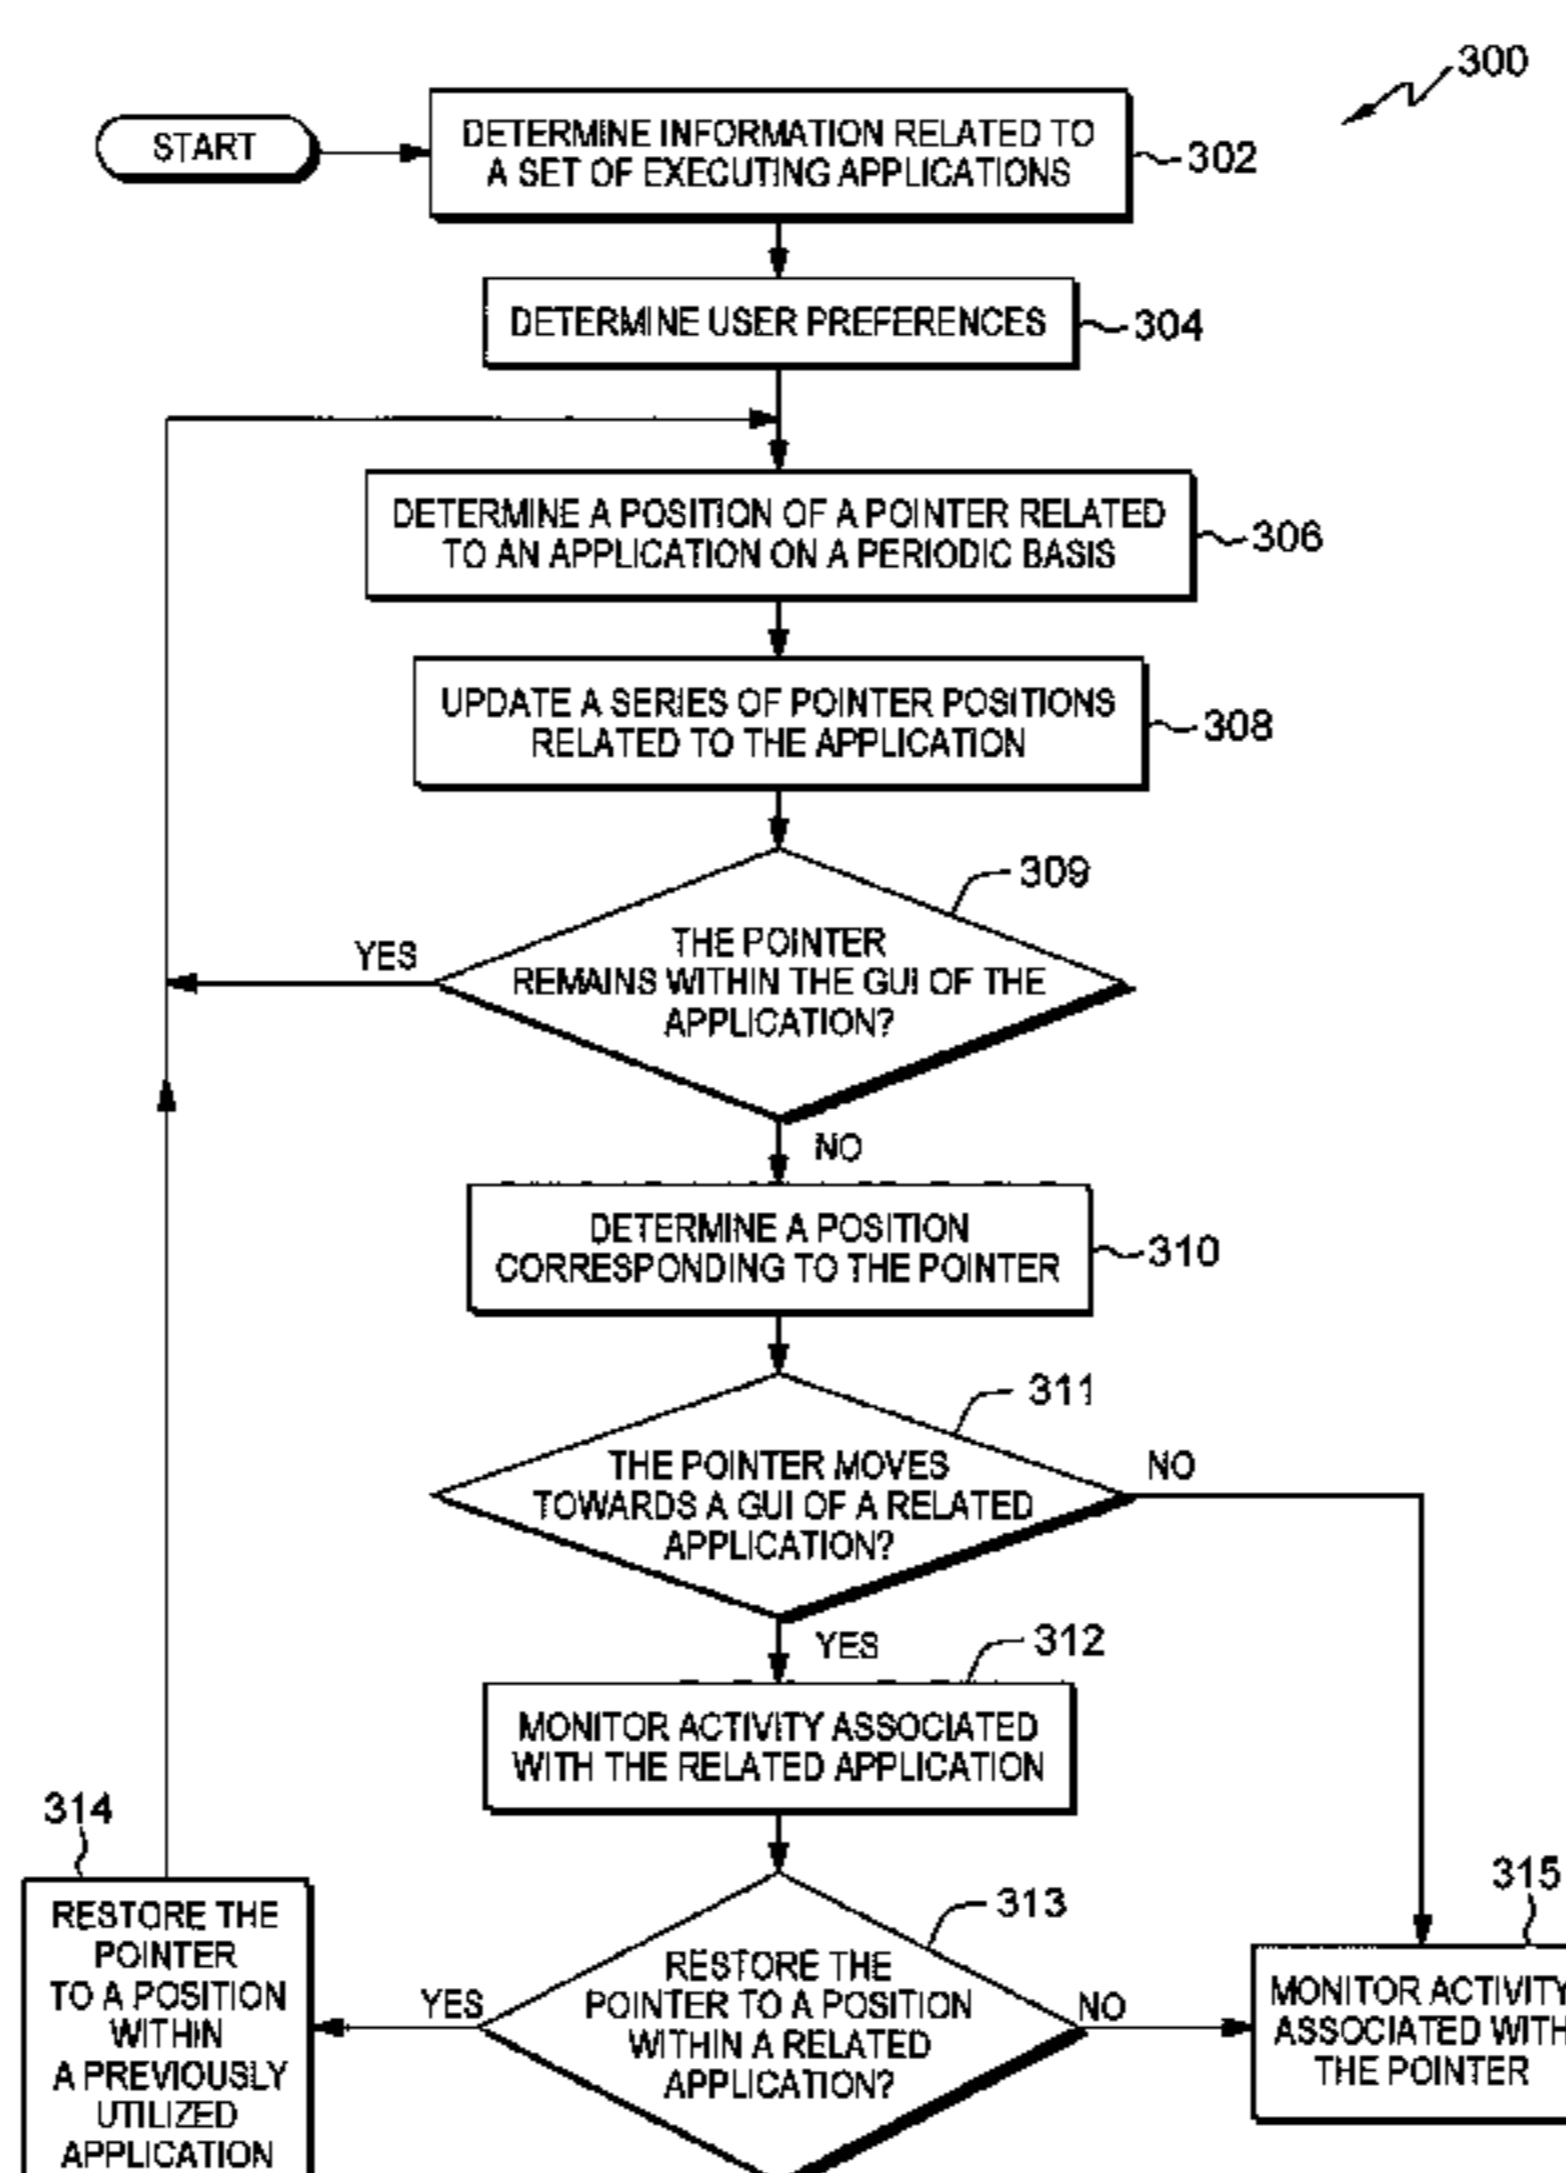 300
START
DETERMINE INFORMATION RELATED TO
A SET OF EXECUTING APPLICATIONS
302
DETERMINE USER PREFERENCES
304
DETERMINE A POSITION OF A POINTER RELATED
TO AN APPLICATION ON A PERIODIC BASIS
306
UPDATE A SERIES OF POINTER POSITIONS
RELATED TO THE APPLICATION
308
309
THE POINTER
REMAINS WITHIN THE GUI OF THE
APPLICATION?
YES
NO
DETERMINE A POSITION
CORRESPONDING TO THE POINTER
310
311
THE POINTER MOVES
TOWARDS A GUI OF A RELATED
APPLICATION?
NO
YES
312
MONITOR ACTIVITY ASSOCIATED
WITH THE RELATED APPLICATION
314
RESTORE THE
POINTER
TO A POSITION
WITHIN
A PREVIOUSLY
UTILIZED
APPLICATION
YES
313
RESTORE THE
POINTER TO A POSITION
WITHIN A RELATED
APPLICATION?
NO
315
MONITOR ACTIVITY
ASSOCIATED WITH
THE POINTER